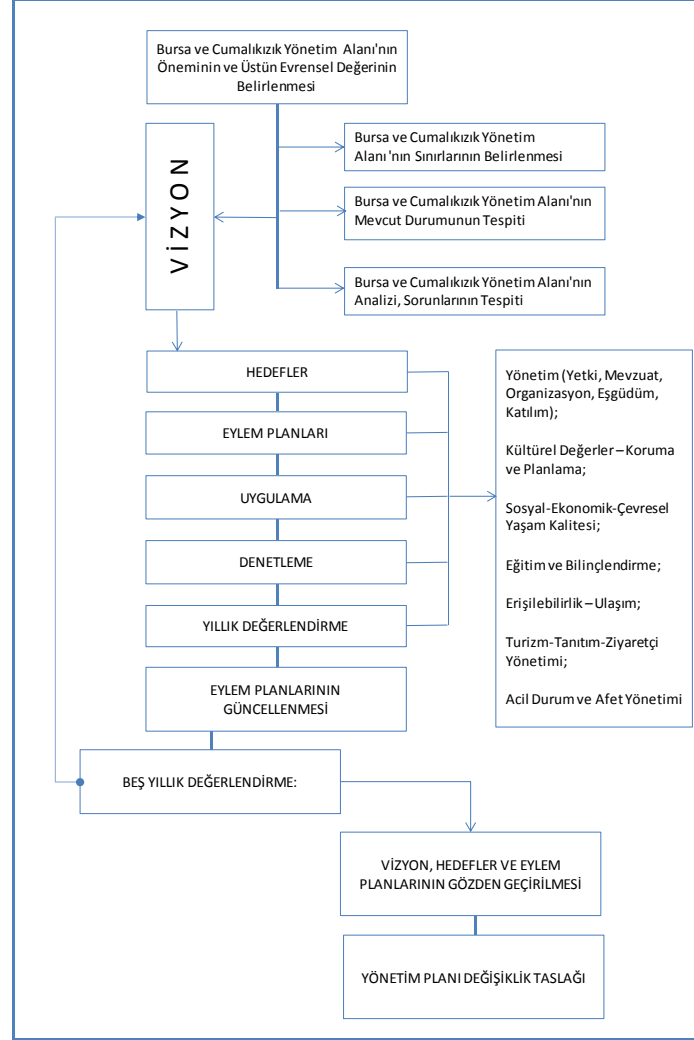 Bursa ve Cumalıkızık Yönetim Alanı'nın
Öneminin ve Üstün Evrensel Değerinin
Belirlenmesi
VİZYON
Bursa ve Cumalıkızık Yönetim
Alanı'nın Sınırlarının Belirlenmesi
Bursa ve Cumalıkızık Yönetim Alanı'nın
Mevcut Durumunun Tespiti
Bursa ve Cumalıkızık Yönetim Alanı'nın
Analizi, Sorunlarının Tespiti
HEDEFLER
EYLEM PLANLARI
UYGULAMA
DENETLEME
YILLIK DEĞERLENDİRME
EYLEM PLANLARININ
GÜNCELLENMESİ
Yönetim (Yetki, Mevzuat,
Organizasyon, Eşgüdüm,
Katılım);
Kültürel Değerler – Koruma
ve Planlama;
Sosyal-Ekonomik-Çevresel
Yaşam Kalitesi;
Eğitim ve Bilinçlendirme;
Erişilebilirlik – Ulaşım;
Turizm-Tanıtım-Ziyaretçi
Yönetimi;
Acil Durum ve Afet Yönetimi
BEŞ YILLIK DEĞERLENDİRME:
VİZYON, HEDEFLER VE EYLEM
PLANLARININ GÖZDEN GEÇİRİLMESİ
YÖNETİM PLANI DEĞİŞİKLİK TASLAĞI